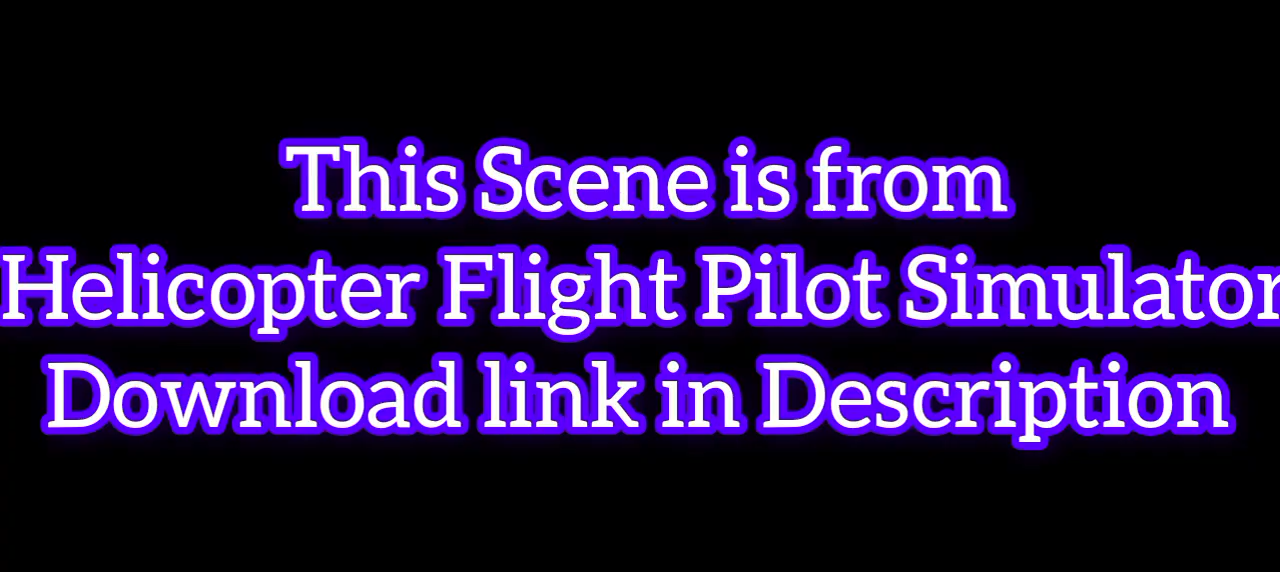 This Scene is from
Helicopter Flight Pilot Simulator
Download link in Description